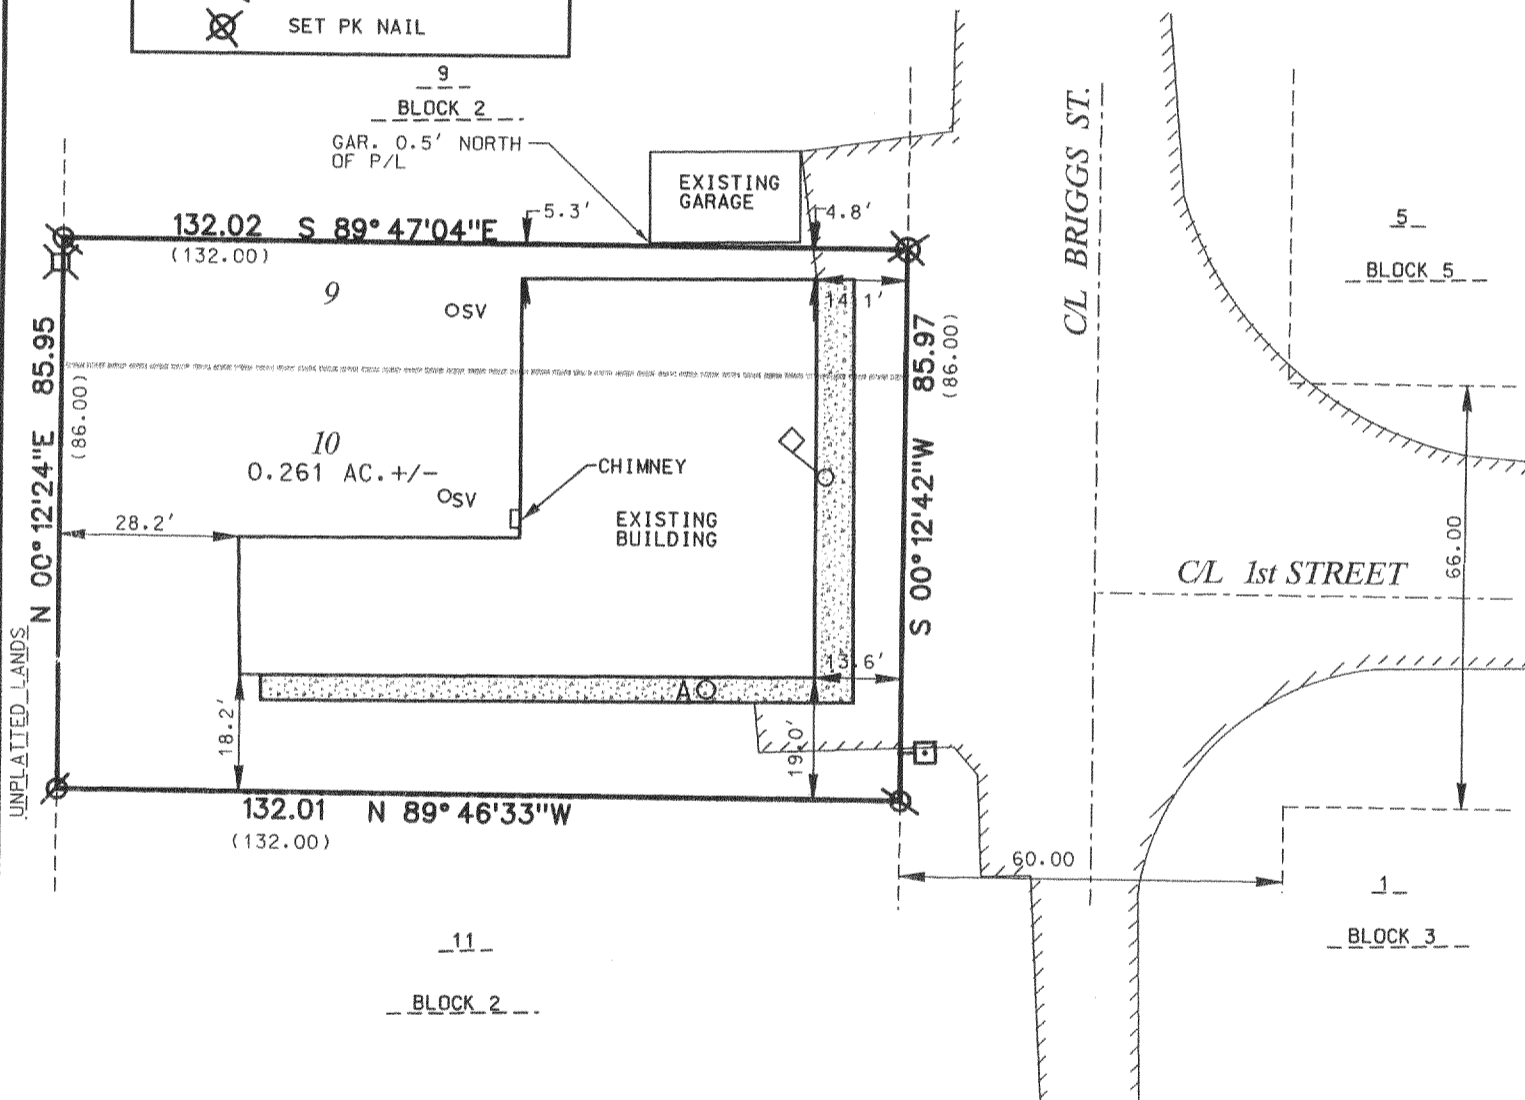 SET PK NAIL
9
BLOCK 2
GAR. 0.5' NORTH
OF P/L
EXISTING
GARAGE
5.3'
4.8'
132.02 S 89°47'04"E
(132.00)
14.1'
9
SV
N 00°12'24"E 85.95
(86.00)
S 00°12'42"W 85.97
(86.00)
C/L BRIGGS ST.
5
BLOCK 5
10
0.261 AC.+/-
SV
CHIMNEY
EXISTING
BUILDING
28.2'
C/L 1st STREET
66.00
UNPLATTED LANDS
13.6'
A
18.2'
19.0'
132.01 N 89°46'33"W
(132.00)
60.00
1
BLOCK 3
11
BLOCK 2